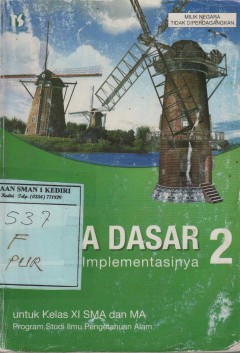 MILIK NEGARA
TIDAK DIPERDAGANGKAN
AAN SMAN 1 KEDIRI
537
F
PUR
A DASAR 2
Implementasinya
untuk Kelas XI SMA dan MA
Program Studi Ilmu Pengetahuan Alam